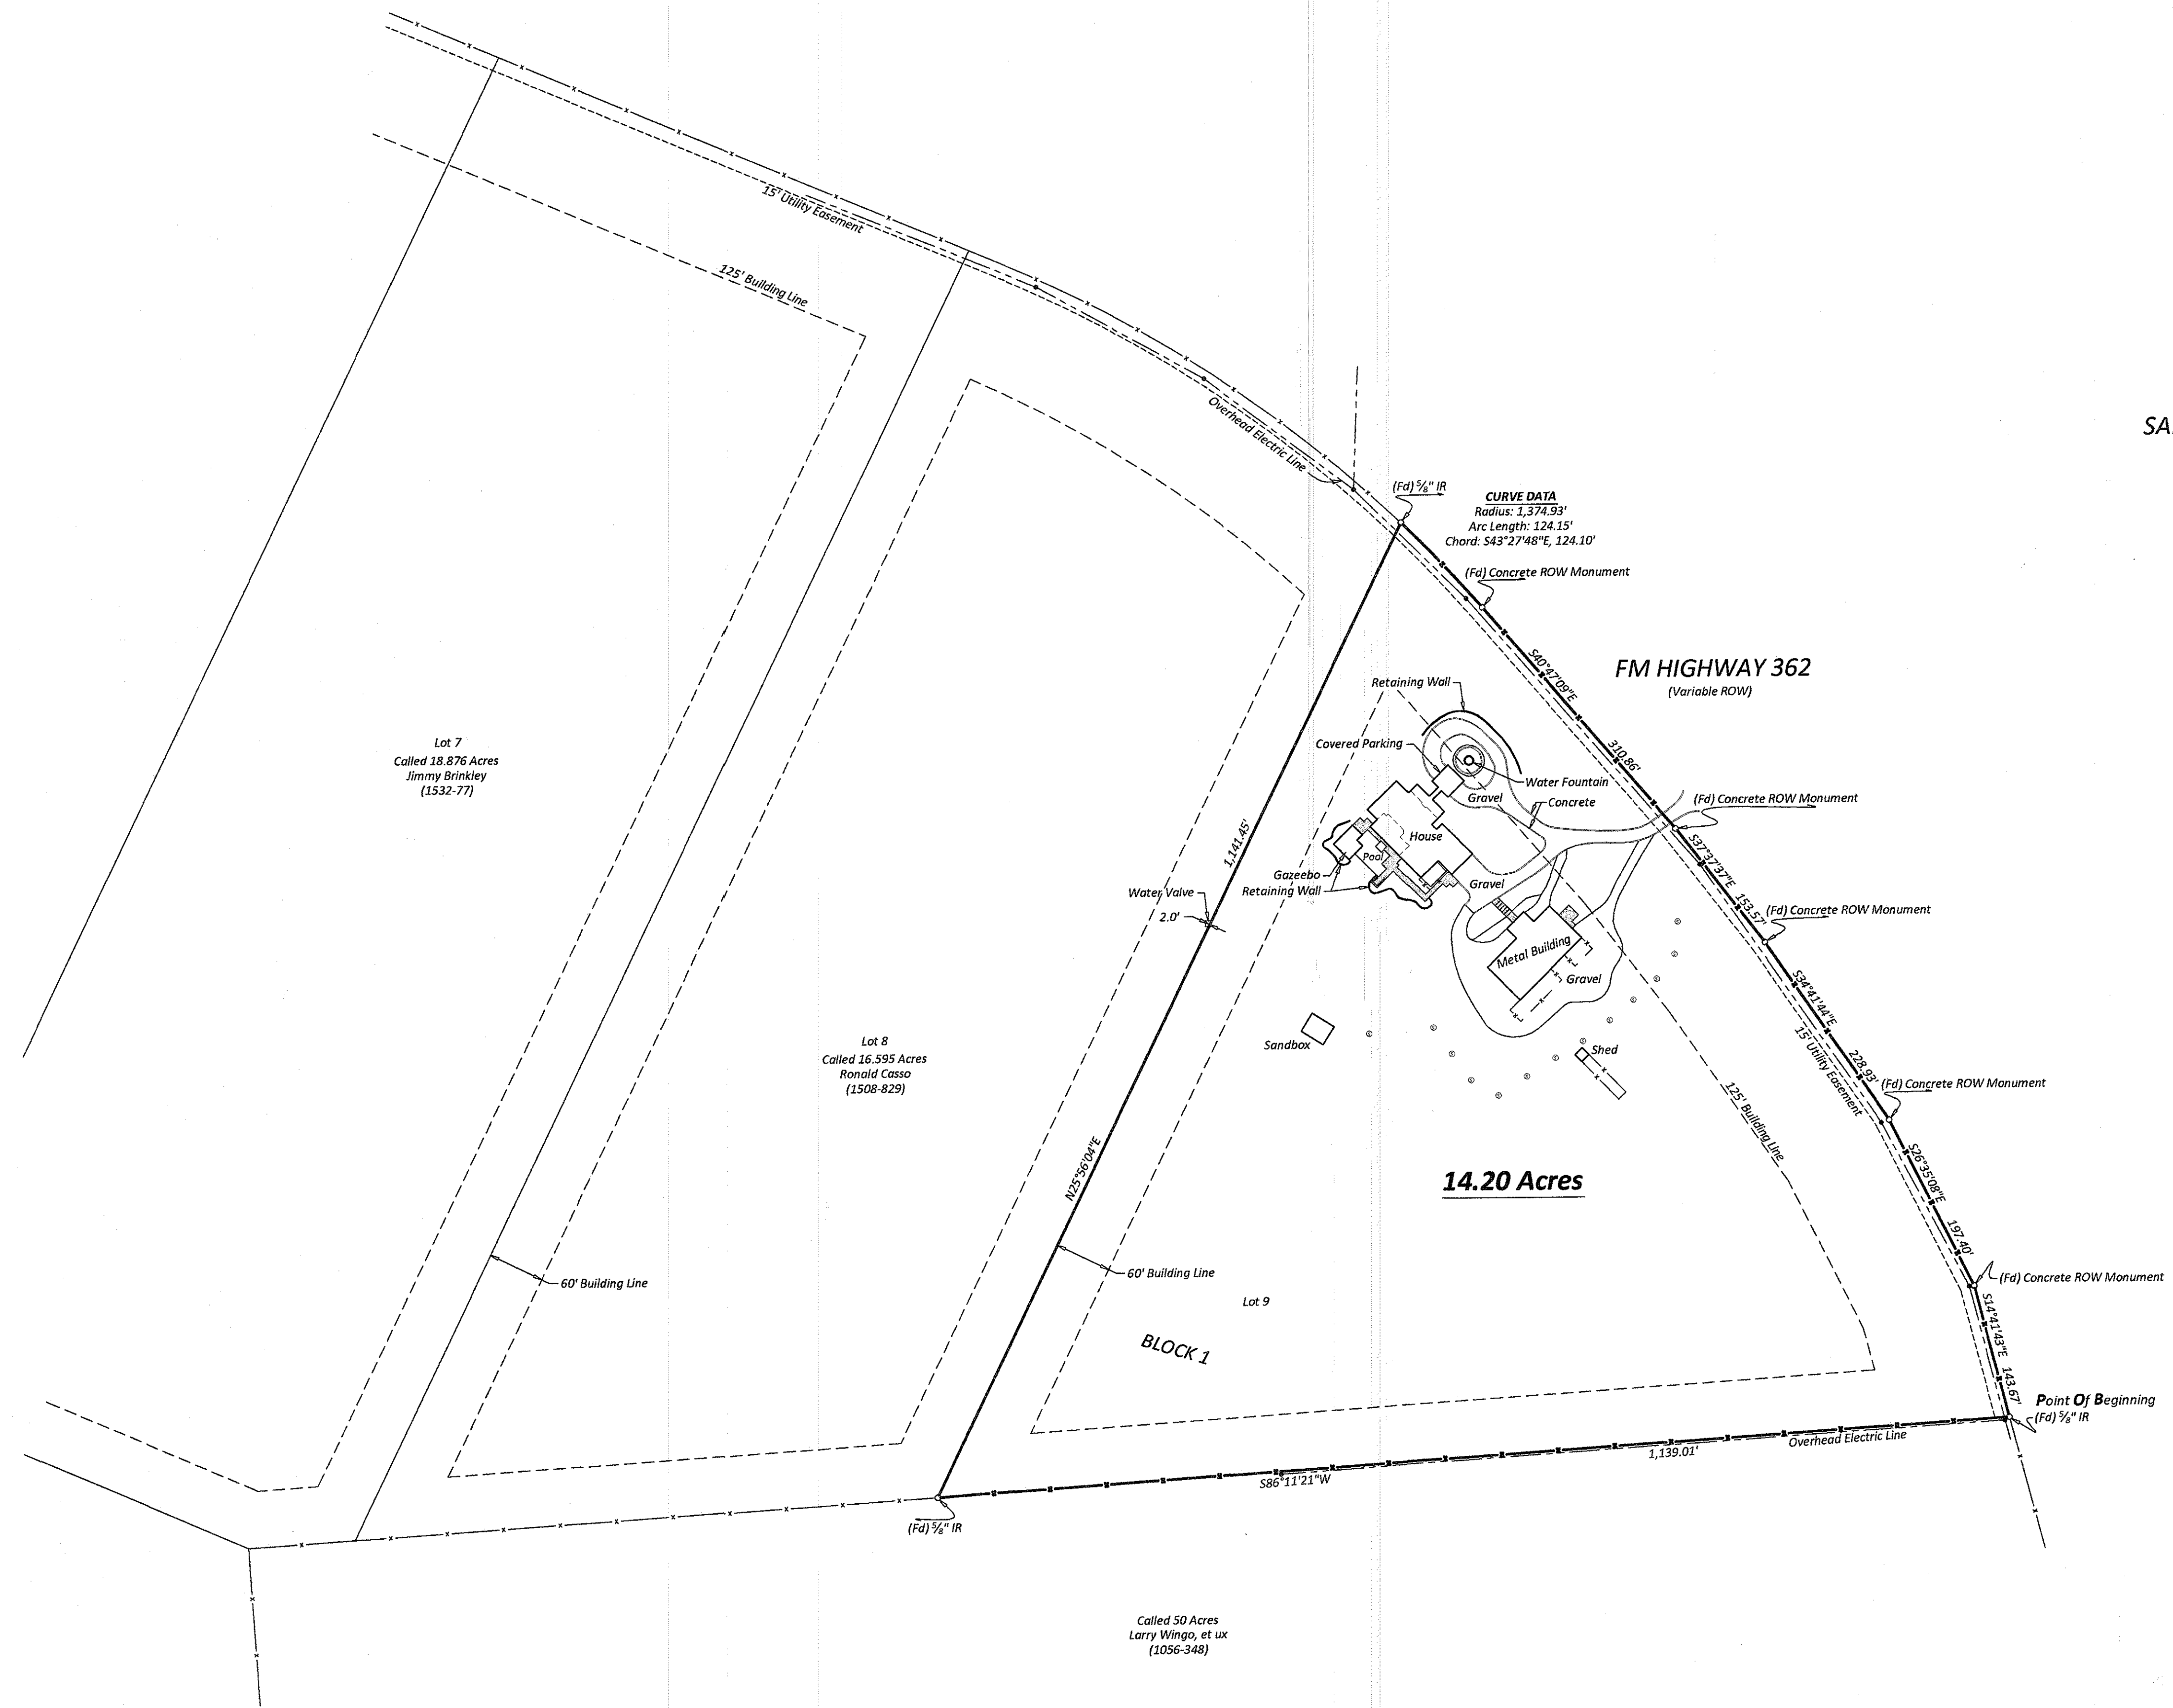 15' Utility Easement
125' Building Line
Overhead Electric Line
SA
(Fd) 5/8" IR
CURVE DATA
Radius: 1,374.93'
Arc Length: 124.15'
Chord: S43°27'48"E, 124.10'
(Fd) Concrete ROW Monument
S40°47'09"E
310.86'
FM HIGHWAY 362
(Variable ROW)
Retaining Wall
Covered Parking
Water Fountain
Gravel
Concrete
House
Pool
Gazeebo
Retaining Wall
Gravel
(Fd) Concrete ROW Monument
S37°37'37"E
153.57'
(Fd) Concrete ROW Monument
Lot 7
Called 18.876 Acres
Jimmy Brinkley
(1532-77)
1,141.45'
Water Valve
2.0'
Metal Building
Gravel
S34°41'44"E
228.93'
15' Utility Easement
Sandbox
Shed
Lot 8
Called 16.595 Acres
Ronald Casso
(1508-829)
(Fd) Concrete ROW Monument
125' Building Line
N25°56'04"E
14.20 Acres
S26°35'08"E
197.40'
60' Building Line
60' Building Line
Lot 9
BLOCK 1
(Fd) Concrete ROW Monument
S14°41'43"E
143.67'
Point Of Beginning
(Fd) 5/8" IR
Overhead Electric Line
1,139.01'
S86°11'21"W
(Fd) 5/8" IR
Called 50 Acres
Larry Wingo, et ux
(1056-348)